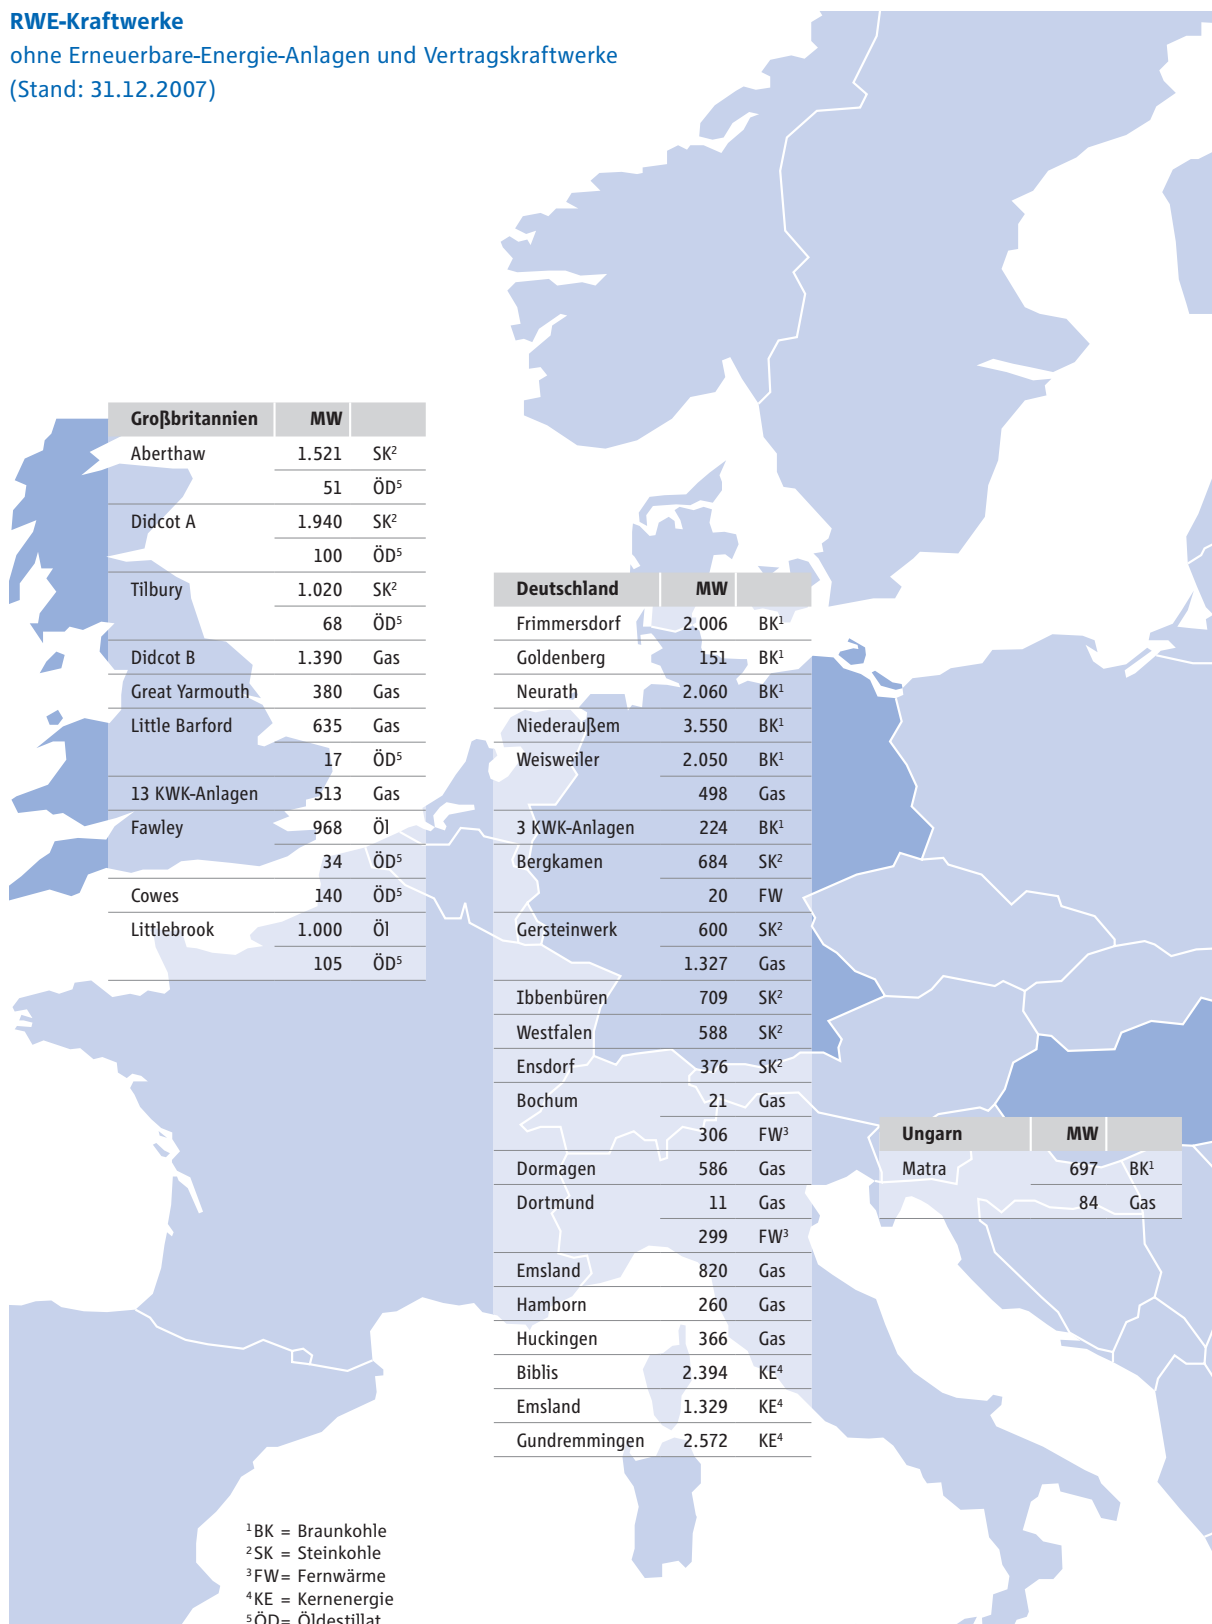 RWE-Kraftwerke
ohne Erneuerbare-Energie-Anlagen und Vertragskraftwerke
(Stand: 31.12.2007)
Großbritannien MW
Aberthaw 1.521 SK²
51 ÖD⁵
Didcot A 1.940 SK²
100 ÖD⁵
Tilbury 1.020 SK²
68 ÖD⁵
Didcot B 1.390 Gas
Great Yarmouth 380 Gas
Little Barford 635 Gas
17 ÖD⁵
13 KWK-Anlagen 513 Gas
Fawley 968 Öl
34 ÖD⁵
Cowes 140 ÖD⁵
Littlebrook 1.000 Öl
105 ÖD⁵
Deutschland MW
Frimmersdorf 2.006 BK¹
Goldenberg 151 BK¹
Neurath 2.060 BK¹
Niederaußem 3.550 BK¹
Weisweiler 2.050 BK¹
498 Gas
3 KWK-Anlagen 224 BK¹
Bergkamen 684 SK²
20 FW
Gersteinwerk 600 SK²
1.327 Gas
Ibbenbüren 709 SK²
Westfalen 588 SK²
Ensdorf 376 SK²
Bochum 21 Gas
306 FW³
Dormagen 586 Gas
Dortmund 11 Gas
299 FW³
Emsland 820 Gas
Hamborn 260 Gas
Huckingen 366 Gas
Biblis 2.394 KE⁴
Emsland 1.329 KE⁴
Gundremmingen 2.572 KE⁴
Ungarn MW
Matra 697 BK¹
84 Gas
¹BK = Braunkohle
²SK = Steinkohle
³FW= Fernwärme
⁴KE = Kernenergie
⁵ÖD= Öldestillat